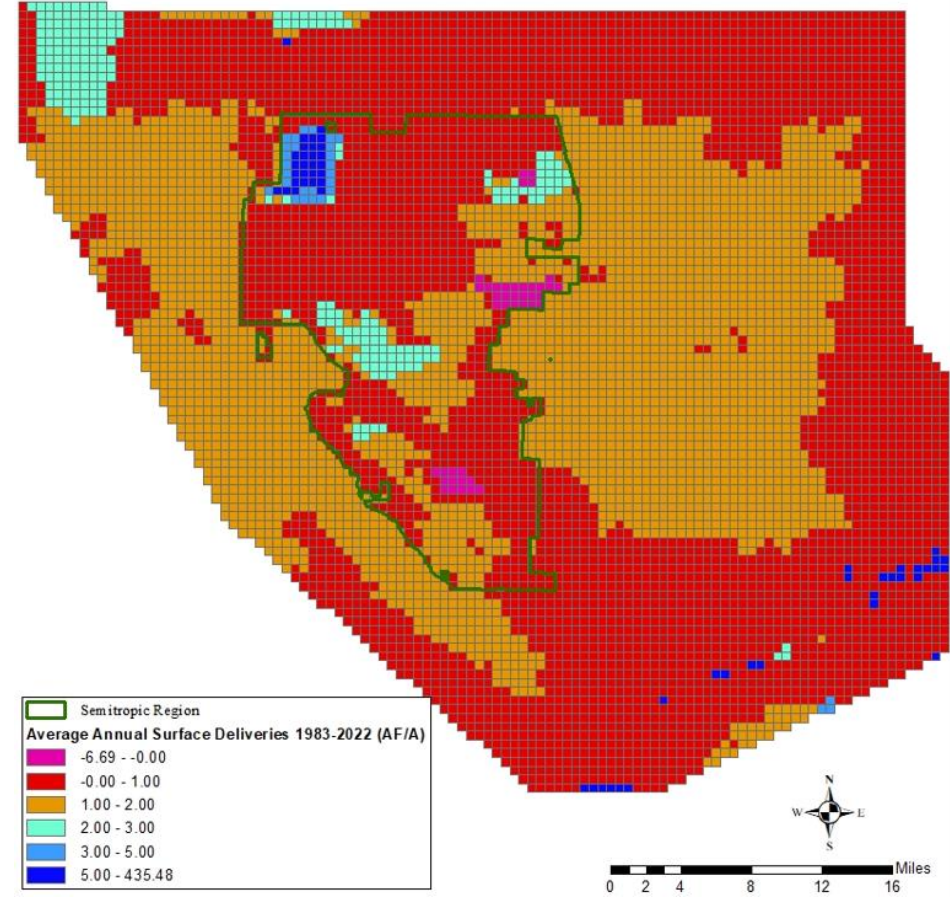 Semitropic Region
Average Annual Surface Deliveries 1983-2022 (AF/A)
-6.69 - -0.00
-0.00 - 1.00
1.00 - 2.00
2.00 - 3.00
3.00 - 5.00
5.00 - 435.48
N
W E
S
Miles
0 2 4 8 12 16